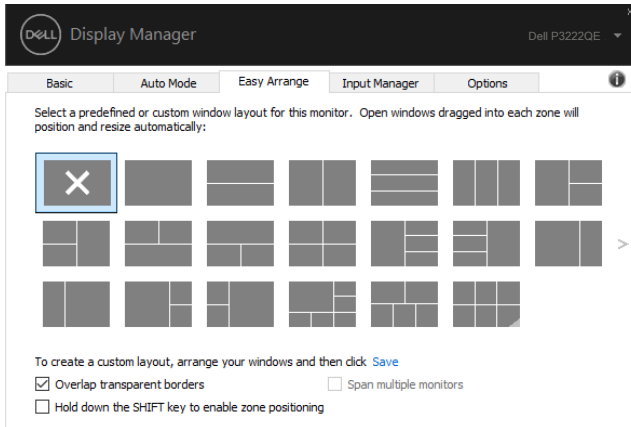 DELL Display Manager
Dell P3222QE
Basic Auto Mode Easy Arrange Input Manager Options
Select a predefined or custom window layout for this monitor. Open windows dragged into each zone will
position and resize automatically:
To create a custom layout, arrange your windows and then click Save
Overlap transparent borders
Span multiple monitors
Hold down the SHIFT key to enable zone positioning